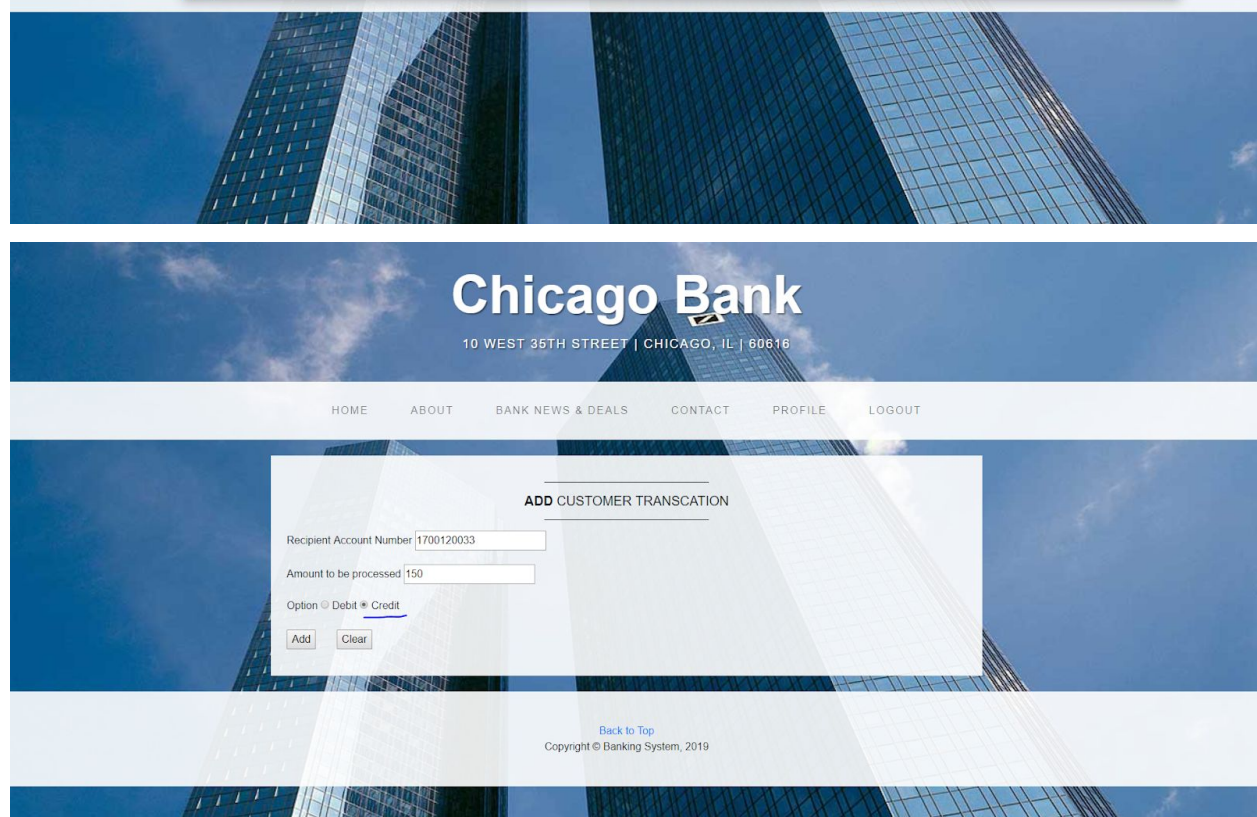 Chicago Bank
10 WEST 35TH STREET | CHICAGO, IL | 60616
HOME ABOUT BANK NEWS & DEALS CONTACT PROFILE LOGOUT
ADD CUSTOMER TRANSCATION
Recipient Account Number 1700120033
Amount to be processed 150
Option Debit Credit
Add Clear
Back to Top
Copyright © Banking System, 2019